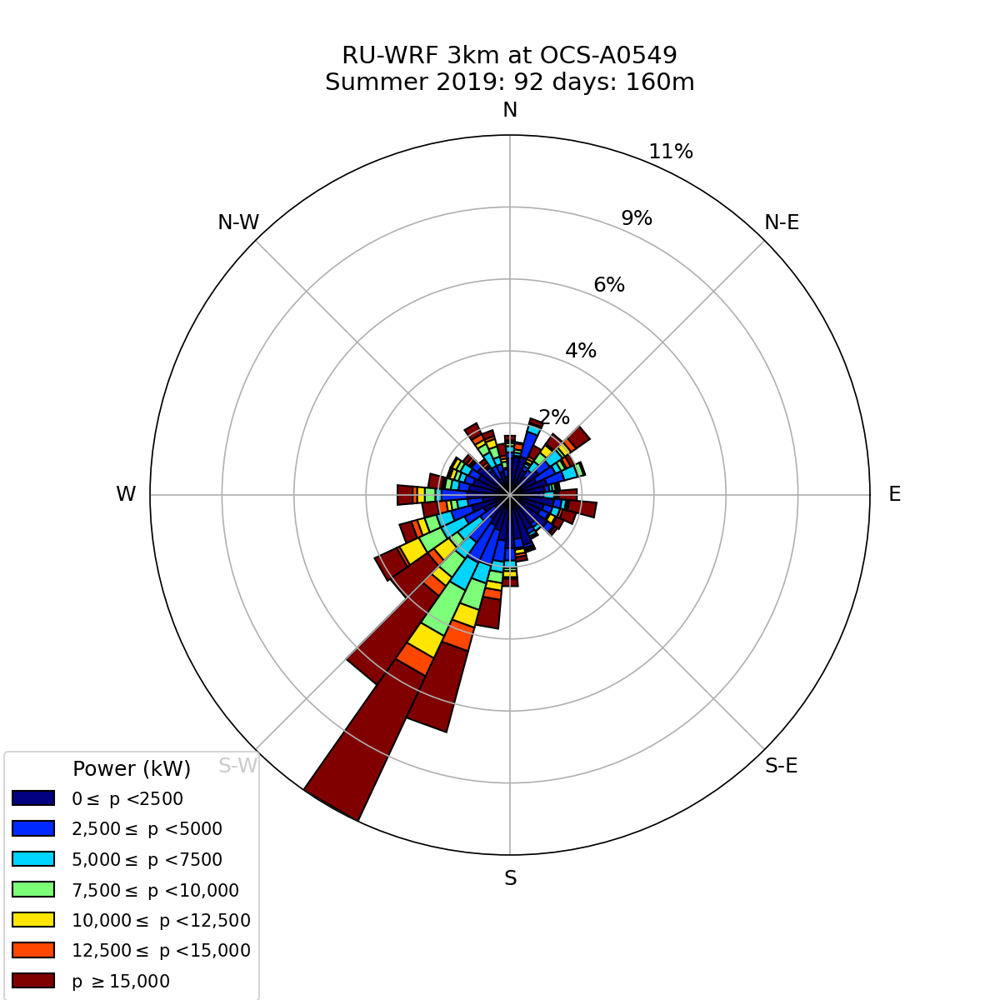 RU-WRF 3km at OCS-A0549
Summer 2019: 92 days: 160m
N
11%
N-W
9%
N-E
6%
4%
2%
W
E
S-W
S-E
S
Power (kW)
0≤ p <2500
2,500≤ p <5000
5,000≤ p <7500
7,500≤ p <10,000
10,000≤ p <12,500
12,500≤ p <15,000
p ≥15,000